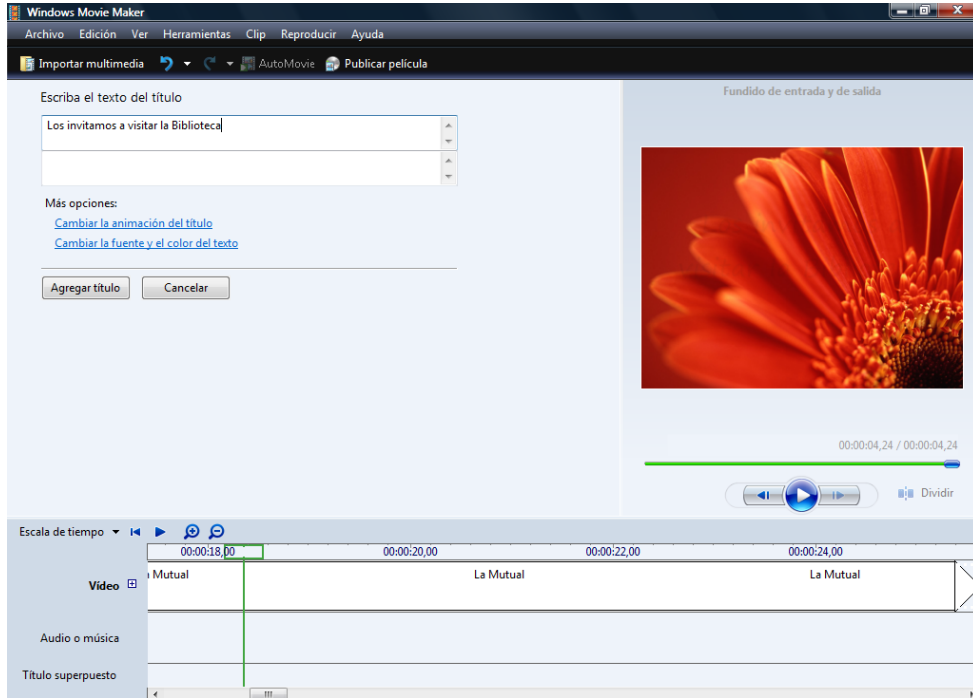 Windows Movie Maker
Archivo Edición Ver Herramientas Clip Reproducir Ayuda
Importar multimedia AutoMovie Publicar película
Escriba el texto del título
Los invitamos a visitar la Biblioteca
Más opciones:
Cambiar la animación del título
Cambiar la fuente y el color del texto
Agregar título Cancelar
Fundido de entrada y de salida
00:00:04,24 / 00:00:04,24
Dividir
Escala de tiempo
00:00:18,00 00:00:20,00 00:00:22,00 00:00:24,00
Vídeo Mutual La Mutual La Mutual
Audio o música
Título superpuesto